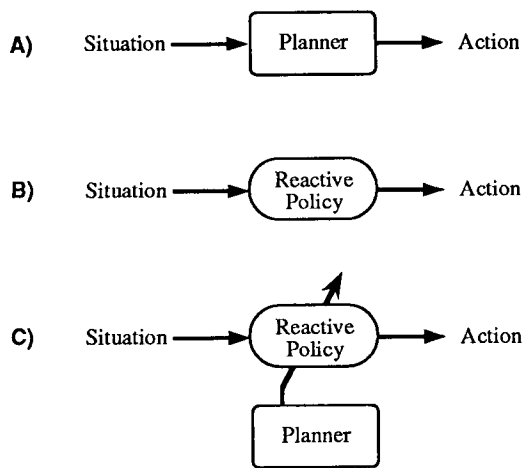 A) Situation Planner Action
B) Situation Reactive Policy Action
C) Situation Reactive Policy Action
Planner